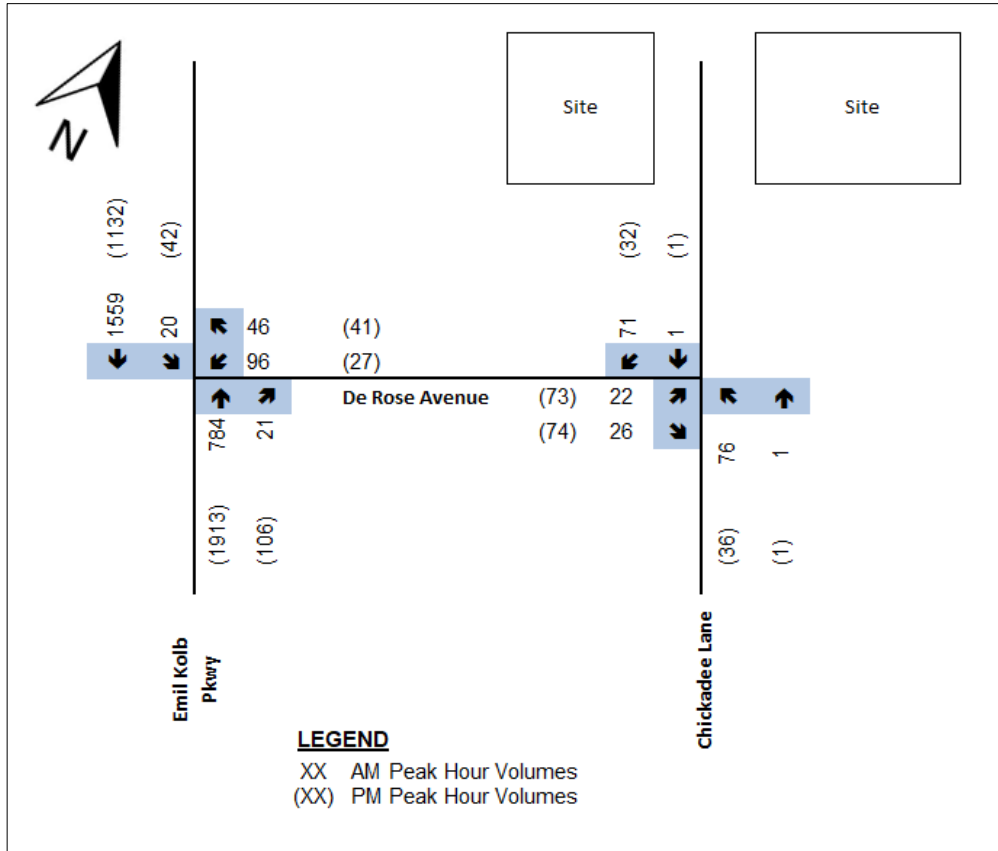 N
Site
Site
(1132)
(42)
(32)
(1)
1559
20
46 (41)
71
1
96 (27)
De Rose Avenue
(73) 22
(74) 26
784
21
76
1
(1913)
(106)
(36)
(1)
Emil Kolb
Pkwy
Chickadee Lane
LEGEND
XX AM Peak Hour Volumes
(XX) PM Peak Hour Volumes